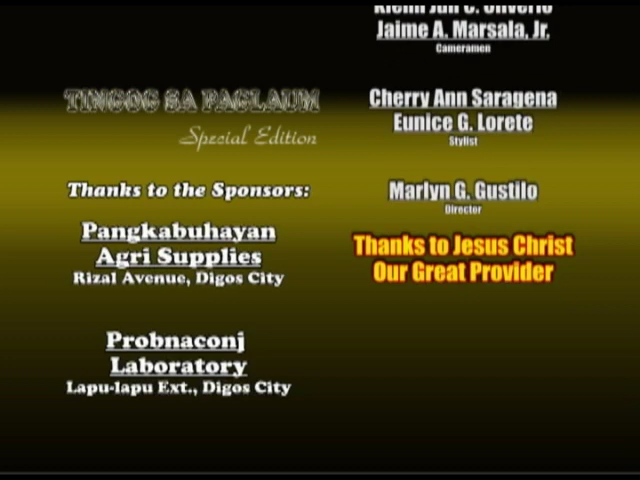 TINGOG SA PAGLAUM
Special Edition
Thanks to the Sponsors:
Pangkabuhayan
Agri Supplies
Rizal Avenue, Digos City
Probnaconj
Laboratory
Lapu-lapu Ext., Digos City
Jaime A. Marsala, Jr.
Cameramen
Cherry Ann Saragena
Eunice G. Lorete
Stylist
Marlyn G. Gustilo
Director
Thanks to Jesus Christ
Our Great Provider